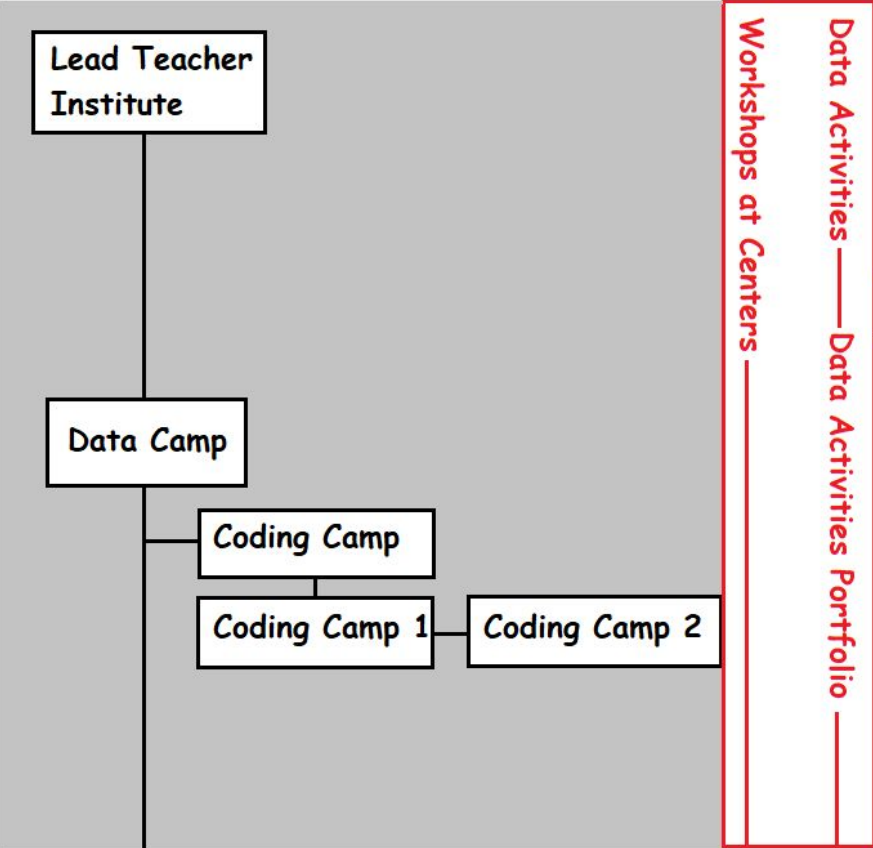 Lead Teacher
Institute
Data Camp
Coding Camp
Coding Camp 1
Coding Camp 2
Workshops at Centers
Data Activities
Data Activities Portfolio